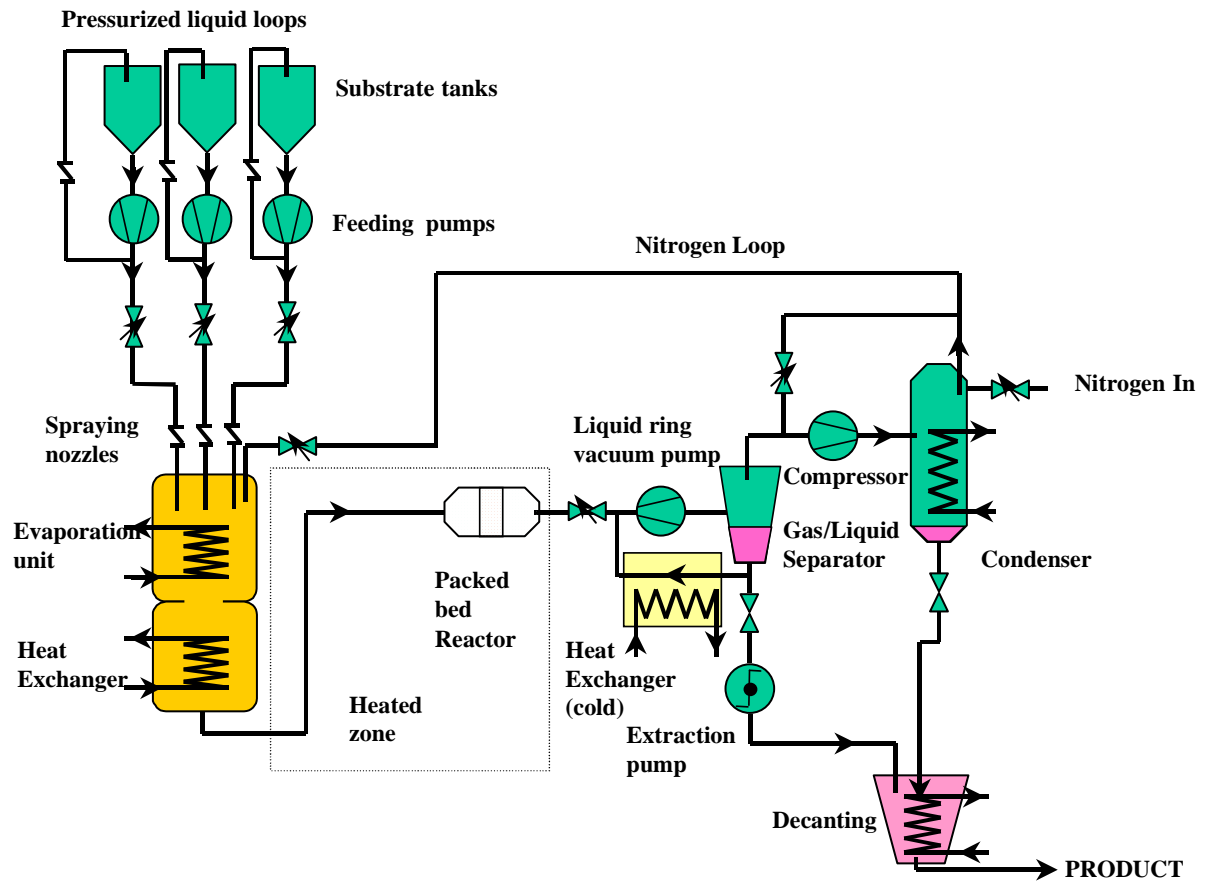 Pressurized liquid loops
Substrate tanks
Feeding pumps
Nitrogen Loop
Nitrogen In
Spraying
nozzles
Liquid ring
vacuum pump
Compressor
Evaporation
unit
Gas/Liquid
Separator
Condenser
Packed
bed
Reactor
Heat
Exchanger
Heat
Exchanger
(cold)
Heated
zone
Extraction
pump
Decanting
PRODUCT